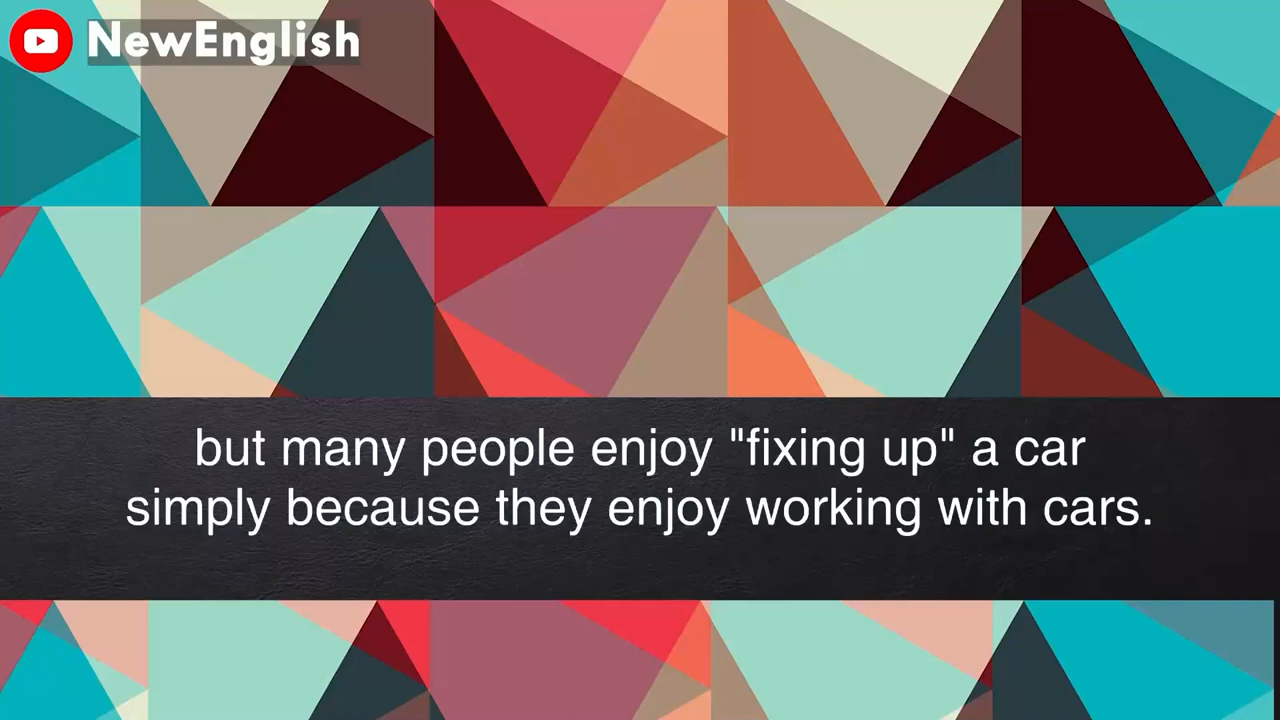 NewEnglish
but many people enjoy "fixing up" a car
simply because they enjoy working with cars.